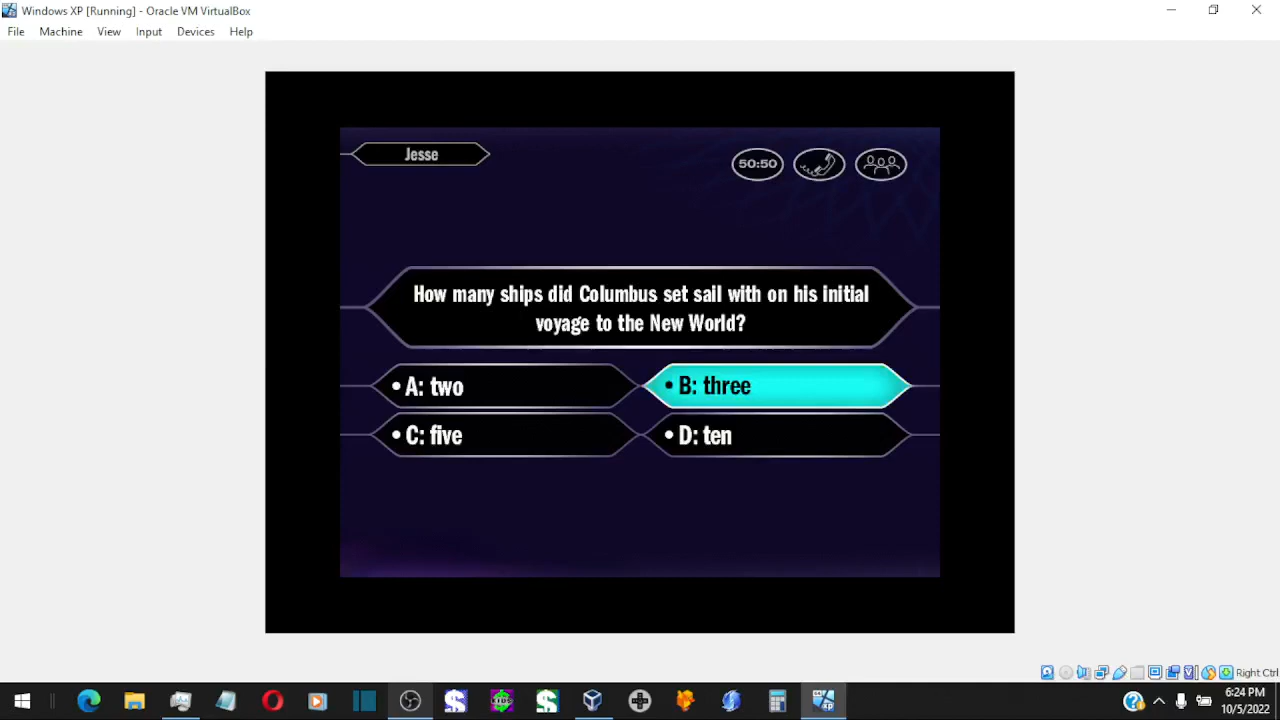 Windows XP [Running] - Oracle VM VirtualBox
File Machine View Input Devices Help
Jesse
50:50
How many ships did Columbus set sail with on his initial
voyage to the New World?
• A: two
• B: three
• C: five
• D: ten
Right Ctrl
6:24 PM
10/5/2022